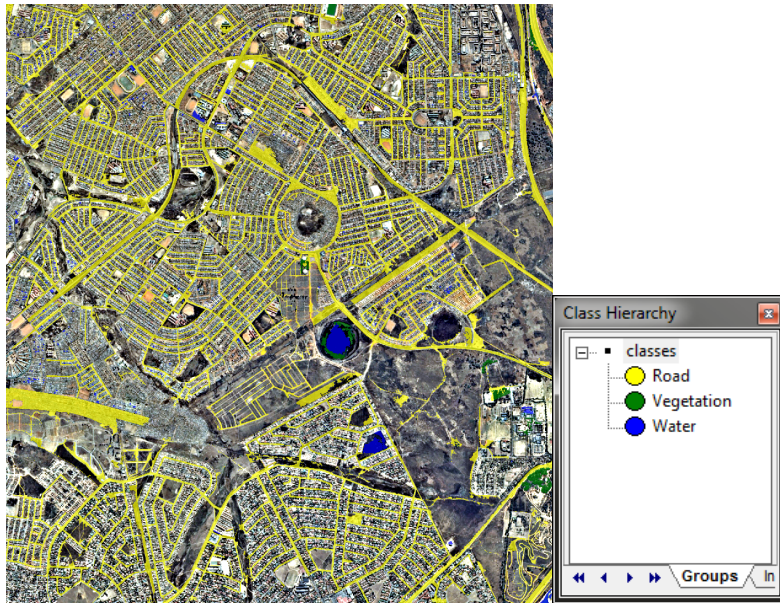 Class Hierarchy
classes
Road
Vegetation
Water
Groups
In